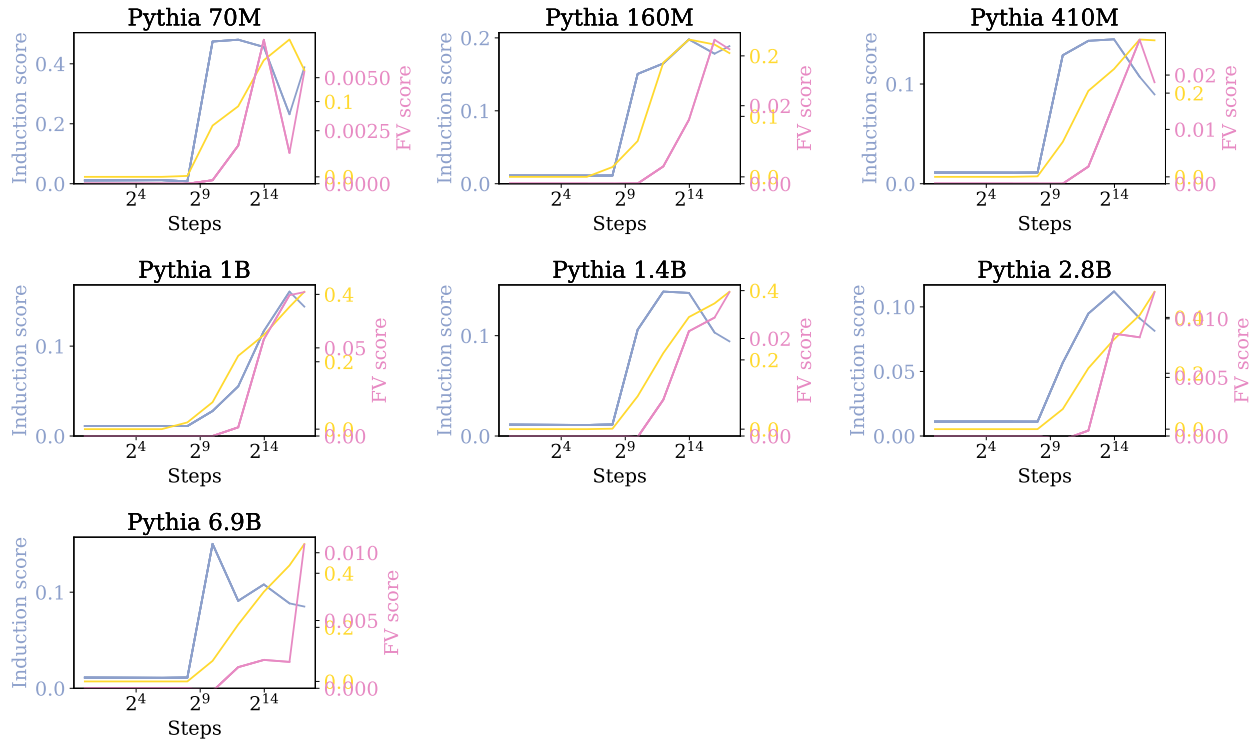 Pythia 70M
Induction score
0.4
0.2
0.0
0.0050
0.0025
0.0000
0.1
0.0
FV score
2^4
2^9
2^14
Steps
Pythia 160M
Induction score
0.2
0.1
0.0
0.02
0.00
0.2
0.1
0.0
FV score
2^4
2^9
2^14
Steps
Pythia 410M
Induction score
0.1
0.0
0.02
0.01
0.00
0.2
0.0
FV score
2^4
2^9
2^14
Steps
Pythia 1B
Induction score
0.1
0.0
0.05
0.00
0.4
0.2
0.0
FV score
2^4
2^9
2^14
Steps
Pythia 1.4B
Induction score
0.1
0.0
0.02
0.00
0.4
0.2
0.0
FV score
2^4
2^9
2^14
Steps
Pythia 2.8B
Induction score
0.10
0.05
0.00
0.010
0.005
0.000
0.4
0.2
0.0
FV score
2^4
2^9
2^14
Steps
Pythia 6.9B
Induction score
0.1
0.0
0.010
0.005
0.000
0.4
0.2
0.0
FV score
2^4
2^9
2^14
Steps